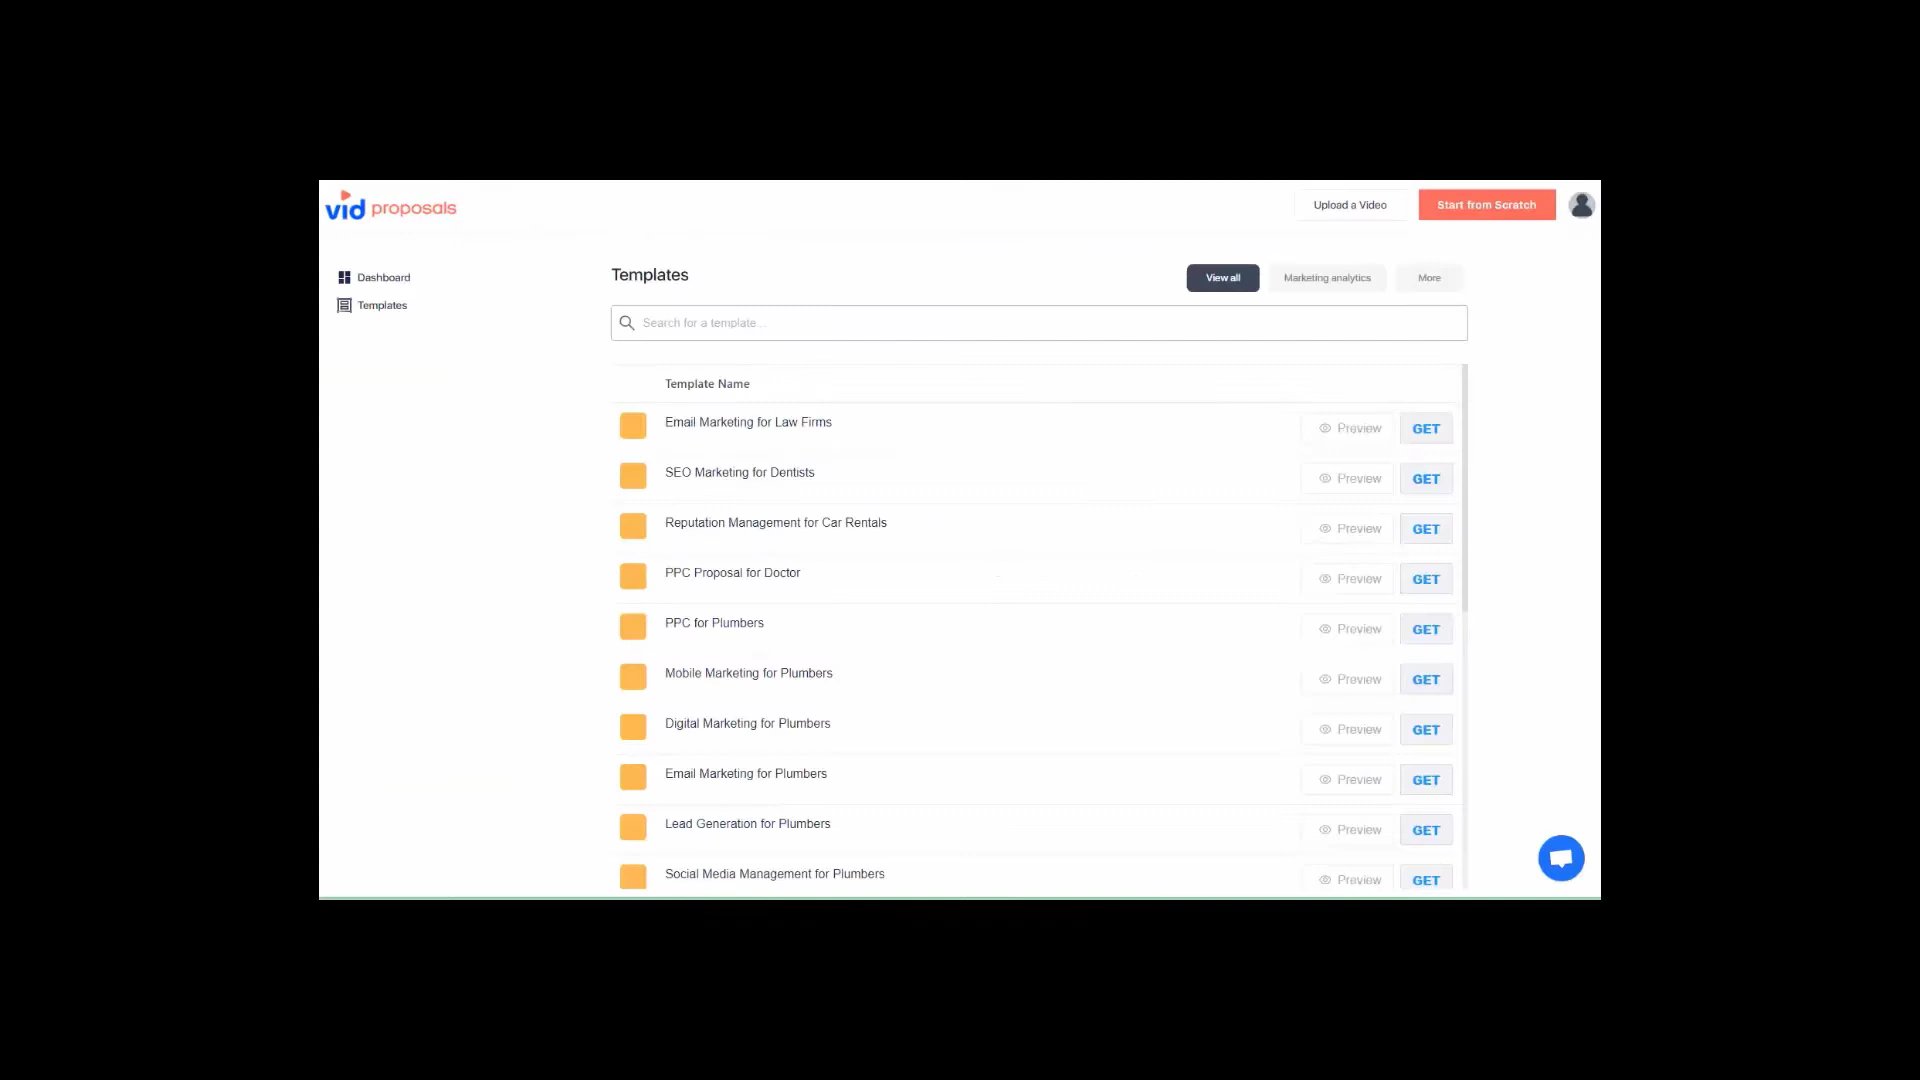 vid proposals
Upload a Video
Start from Scratch
Dashboard
Templates
Templates
View all
Marketing analytics
More
Search for a template...
Template Name
Email Marketing for Law Firms Preview GET
SEO Marketing for Dentists Preview GET
Reputation Management for Car Rentals Preview GET
PPC Proposal for Doctor Preview GET
PPC for Plumbers Preview GET
Mobile Marketing for Plumbers Preview GET
Digital Marketing for Plumbers Preview GET
Email Marketing for Plumbers Preview GET
Lead Generation for Plumbers Preview GET
Social Media Management for Plumbers Preview GET